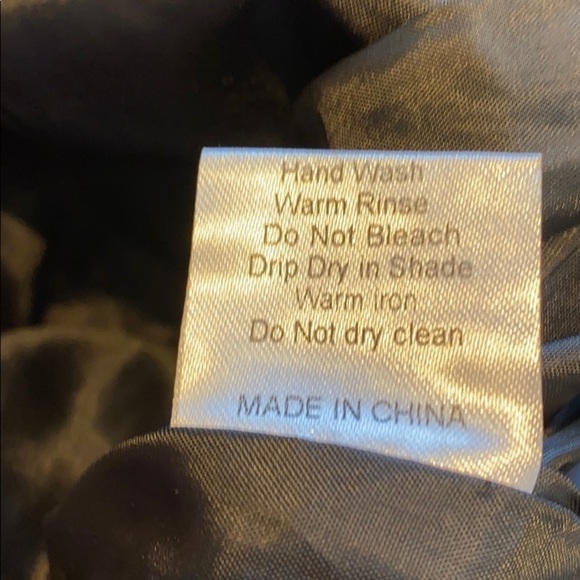 Hand Wash
Warm Rinse
Do Not Bleach
Drip Dry in Shade
Warm iron
Do Not dry clean
MADE IN CHINA